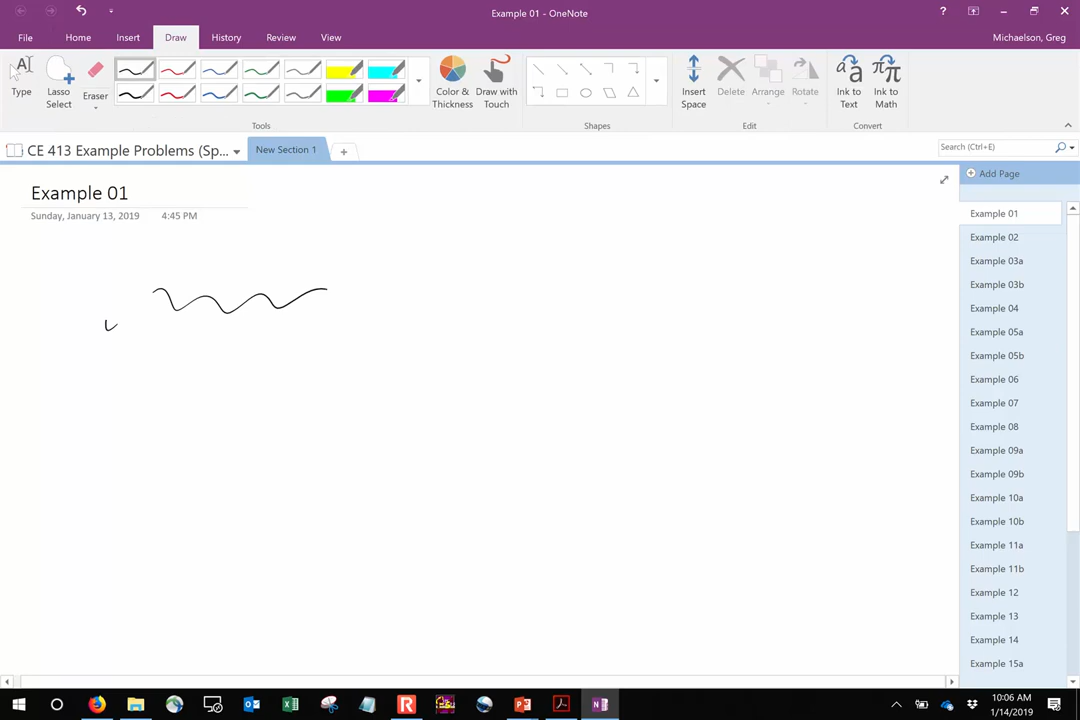 Example 01 - OneNote
?
File
Home
Insert
Draw
History
Review
View
Michaelson, Greg
Type
Lasso
Select
Eraser
Color &
Thickness
Draw with
Touch
Insert
Space
Delete
Arrange
Rotate
Ink to
Text
Ink to
Math
Tools
Shapes
Edit
Convert
CE 413 Example Problems (Sp...
New Section 1
Search (Ctrl+E)
Example 01
Sunday, January 13, 2019
4:45 PM
Add Page
Example 01
Example 02
Example 03a
Example 03b
Example 04
Example 05a
Example 05b
Example 06
Example 07
Example 08
Example 09a
Example 09b
Example 10a
Example 10b
Example 11a
Example 11b
Example 12
Example 13
Example 14
Example 15a
10:06 AM
1/14/2019